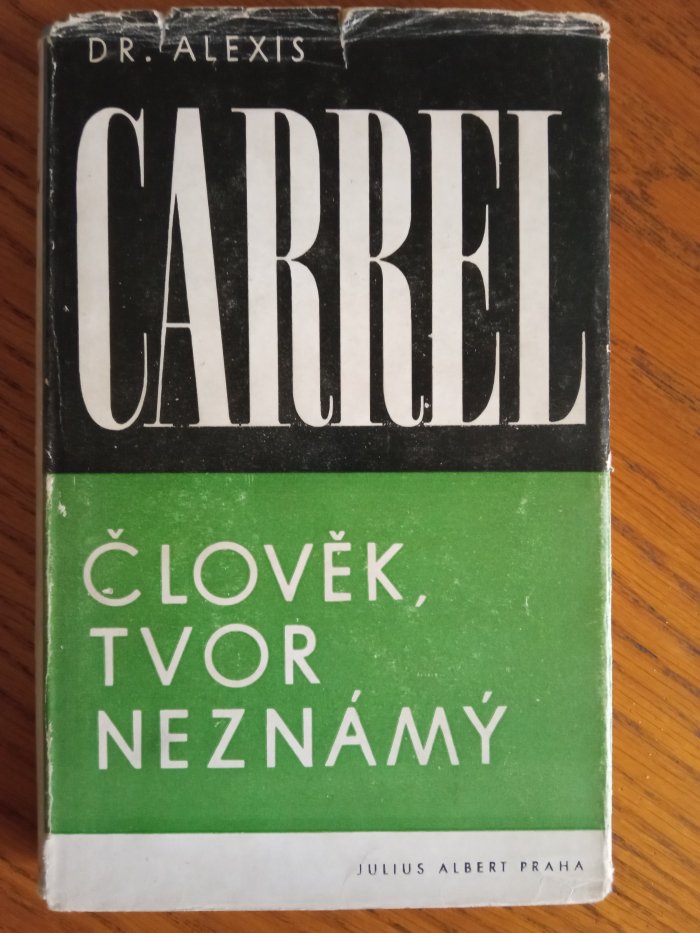 DR. ALEXIS
CARREL
ČLOVĚK,
TVOR
NEZNÁMÝ
JULIUS ALBERT PRAHA